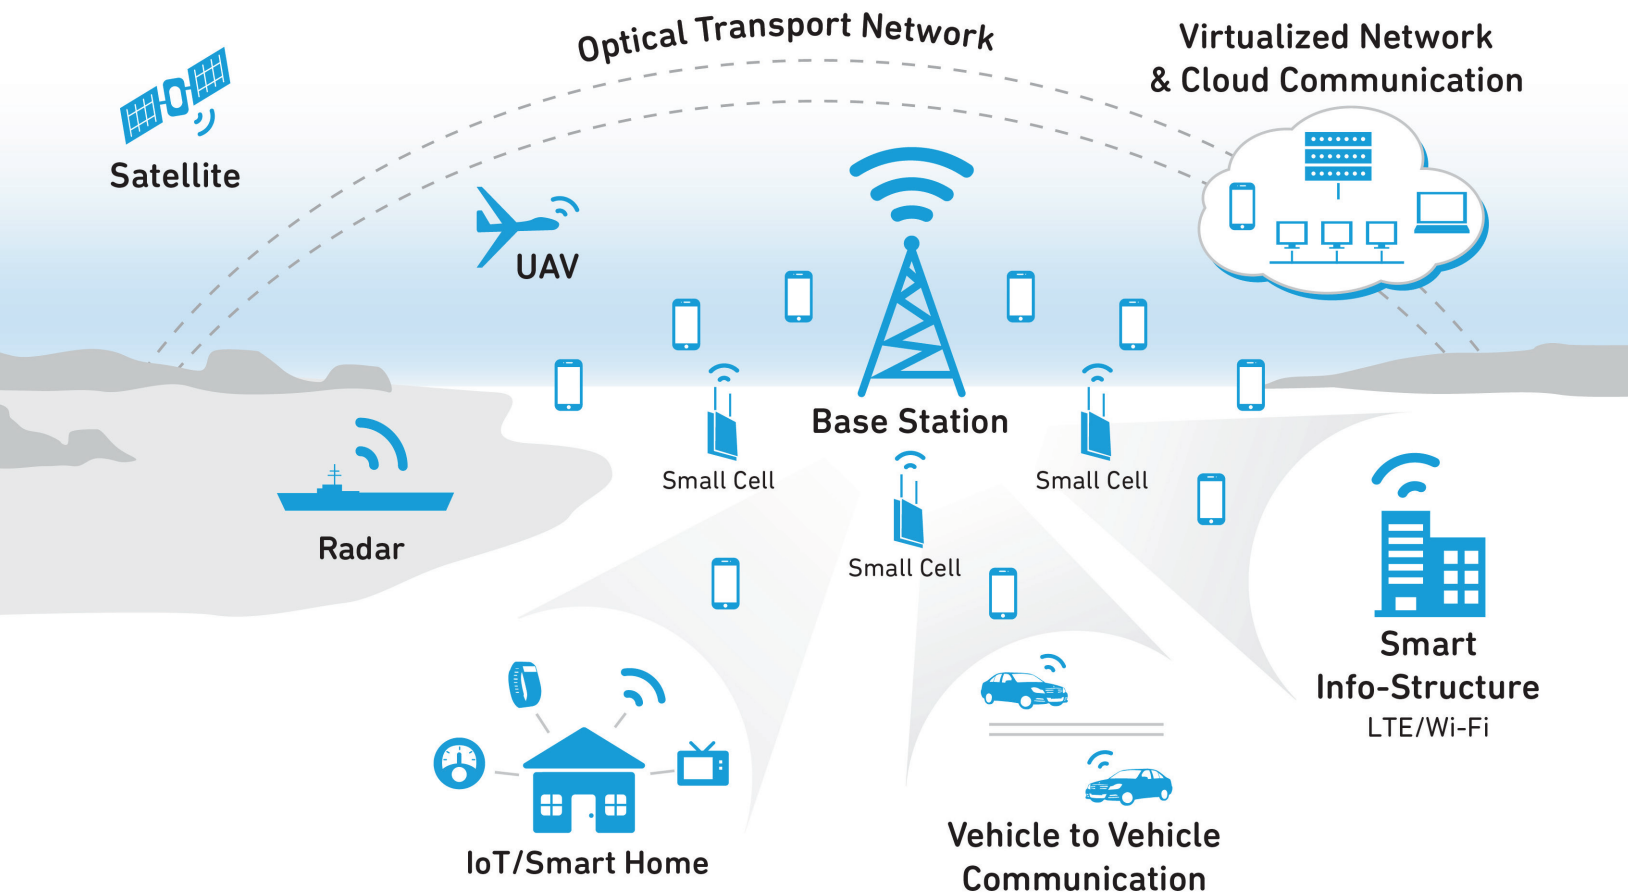 Optical Transport Network
Virtualized Network
& Cloud Communication
Satellite
UAV
Base Station
Small Cell
Small Cell
Small Cell
Radar
Smart
Info-Structure
LTE/Wi-Fi
IoT/Smart Home
Vehicle to Vehicle
Communication